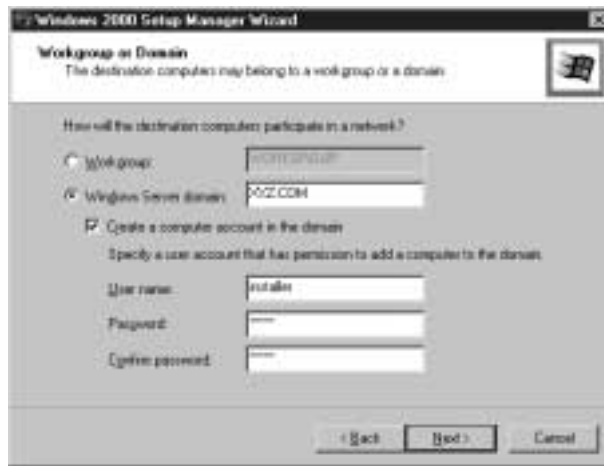 Windows 2000 Setup Manager Wizard
Workgroup or Domain
The destination computers may belong to a workgroup or a domain.
How will the destination computers participate in a network?
Workgroup: WORKGROUP
Windows Server domain: XYZ.COM
Create a computer account in the domain
Specify a user account that has permission to add a computer to the domain.
User name: installer
Password: *****
Confirm password: *****
< Back Next > Cancel